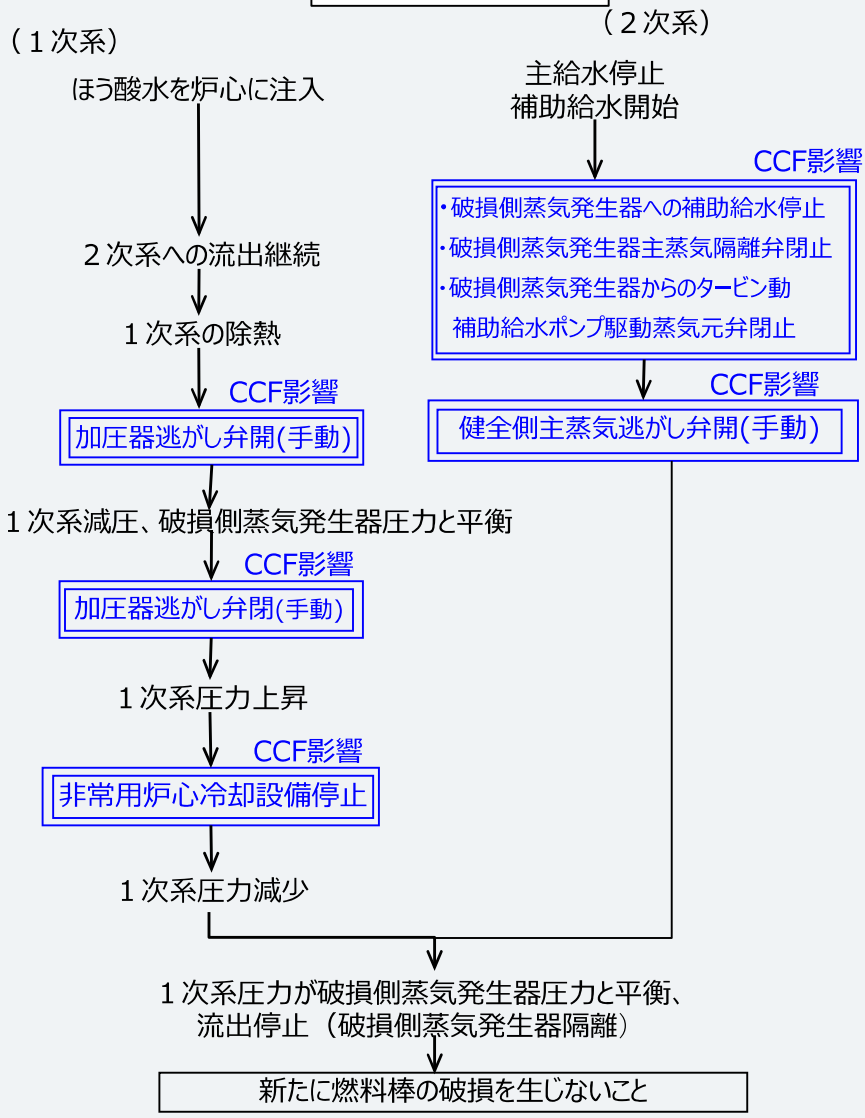 （１次系）
ほう酸水を炉心に注入
２次系への流出継続
１次系の除熱
CCF影響
加圧器逃がし弁開(手動)
１次系減圧、破損側蒸気発生器圧力と平衡
CCF影響
加圧器逃がし弁閉(手動)
１次系圧力上昇
CCF影響
非常用炉心冷却設備停止
１次系圧力減少
（２次系）
主給水停止
補助給水開始
CCF影響
・破損側蒸気発生器への補助給水停止
・破損側蒸気発生器主蒸気隔離弁閉止
・破損側蒸気発生器からのタービン動
補助給水ポンプ駆動蒸気元弁閉止
CCF影響
健全側主蒸気逃がし弁開(手動)
１次系圧力が破損側蒸気発生器圧力と平衡、
流出停止（破損側蒸気発生器隔離）
新たに燃料棒の破損を生じないこと